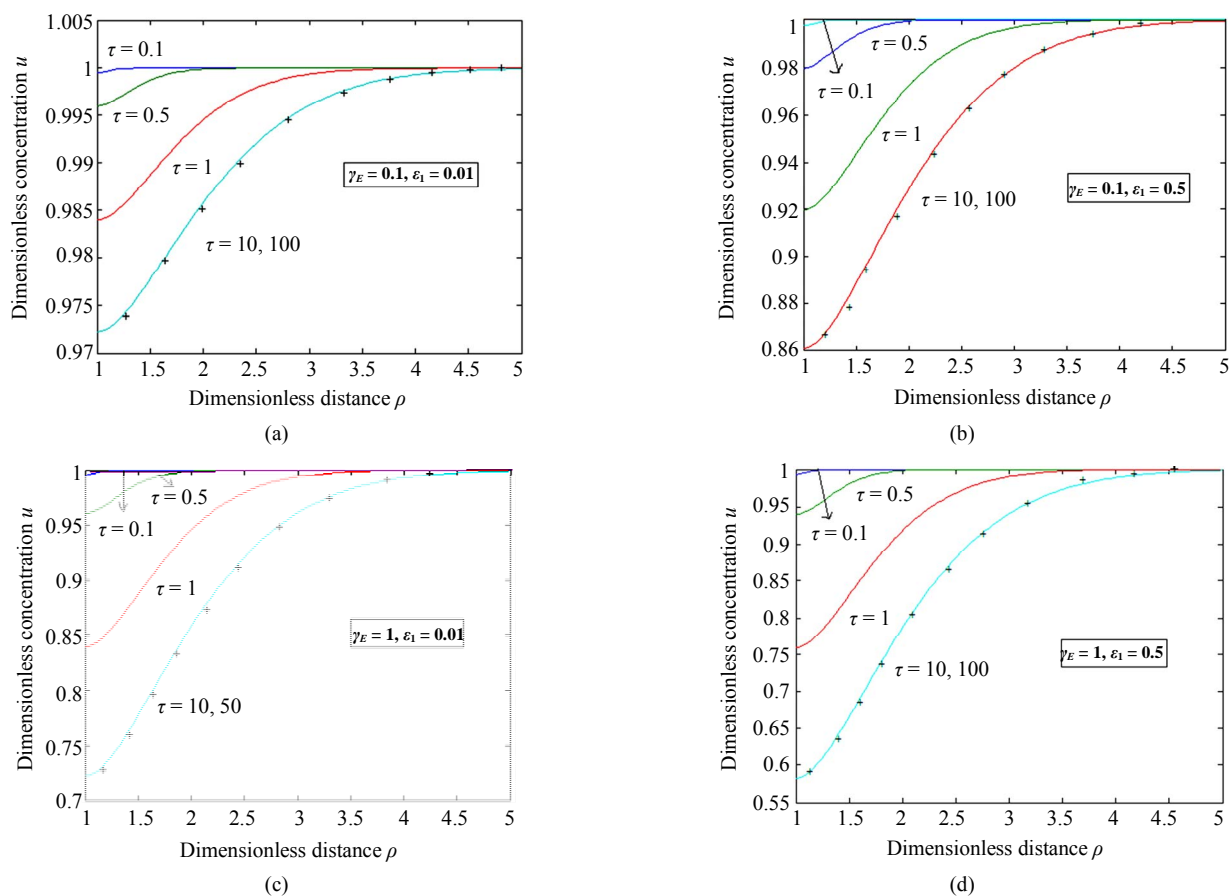 1.005
1
0.995
0.99
0.985
0.98
0.975
0.97
Dimensionless concentration u
τ = 0.1
τ = 0.5
τ = 1
τ = 10, 100
γE = 0.1, ε1 = 0.01
1 1.5 2 2.5 3 3.5 4 4.5 5
Dimensionless distance ρ
(a)
1
0.98
0.96
0.94
0.92
0.9
0.88
0.86
Dimensionless concentration u
τ = 0.5
τ = 0.1
τ = 1
τ = 10, 100
γE = 0.1, ε1 = 0.5
1 1.5 2 2.5 3 3.5 4 4.5 5
Dimensionless distance ρ
(b)
1
0.95
0.9
0.85
0.8
0.75
0.7
Dimensionless concentration u
τ = 0.5
τ = 0.1
τ = 1
τ = 10, 50
γE = 1, ε1 = 0.01
1 1.5 2 2.5 3 3.5 4 4.5 5
Dimensionless distance ρ
(c)
1
0.95
0.9
0.85
0.8
0.75
0.7
0.65
0.6
0.55
Dimensionless concentration u
τ = 0.5
τ = 0.1
τ = 1
τ = 10, 100
γE = 1, ε1 = 0.5
1 1.5 2 2.5 3 3.5 4 4.5 5
Dimensionless distance ρ
(d)